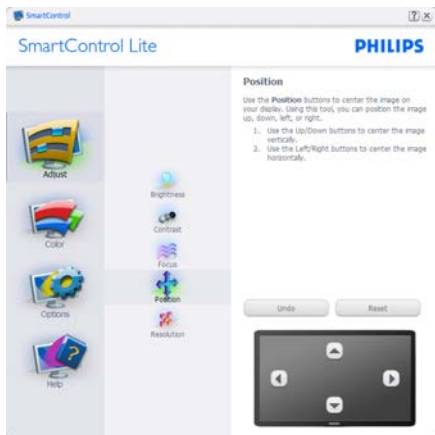 SmartControl
SmartControl Lite
PHILIPS
Adjust
Color
Options
Help
Brightness
Contrast
Focus
Position
Resolution
Position
Use the Position buttons to center the image on
your display. Using this tool, you can position the image
up, down, left, or right.
1. Use the Up/Down buttons to center the image
vertically.
2. Use the Left/Right buttons to center the image
horizontally.
Undo
Reset